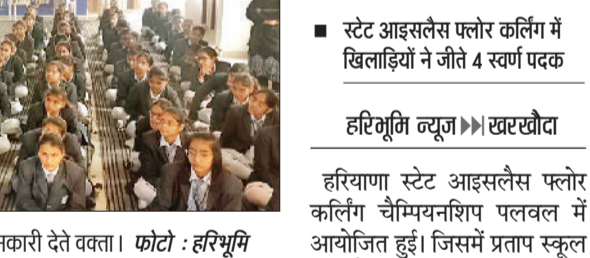 ■ स्टेट आइसलैस फ्लोर कर्लिंग में
खिलाड़ियों ने जीते 4 स्वर्ण पदक
हरिभूमि न्यूज ▶▶| खरखौदा
हरियाणा स्टेट आइसलैस फ्लोर
कर्लिंग चैम्पियनशिप पलवल में
आयोजित हुई। जिसमें प्रताप स्कूल
देते वक्ता। फोटो : हरिभूमि